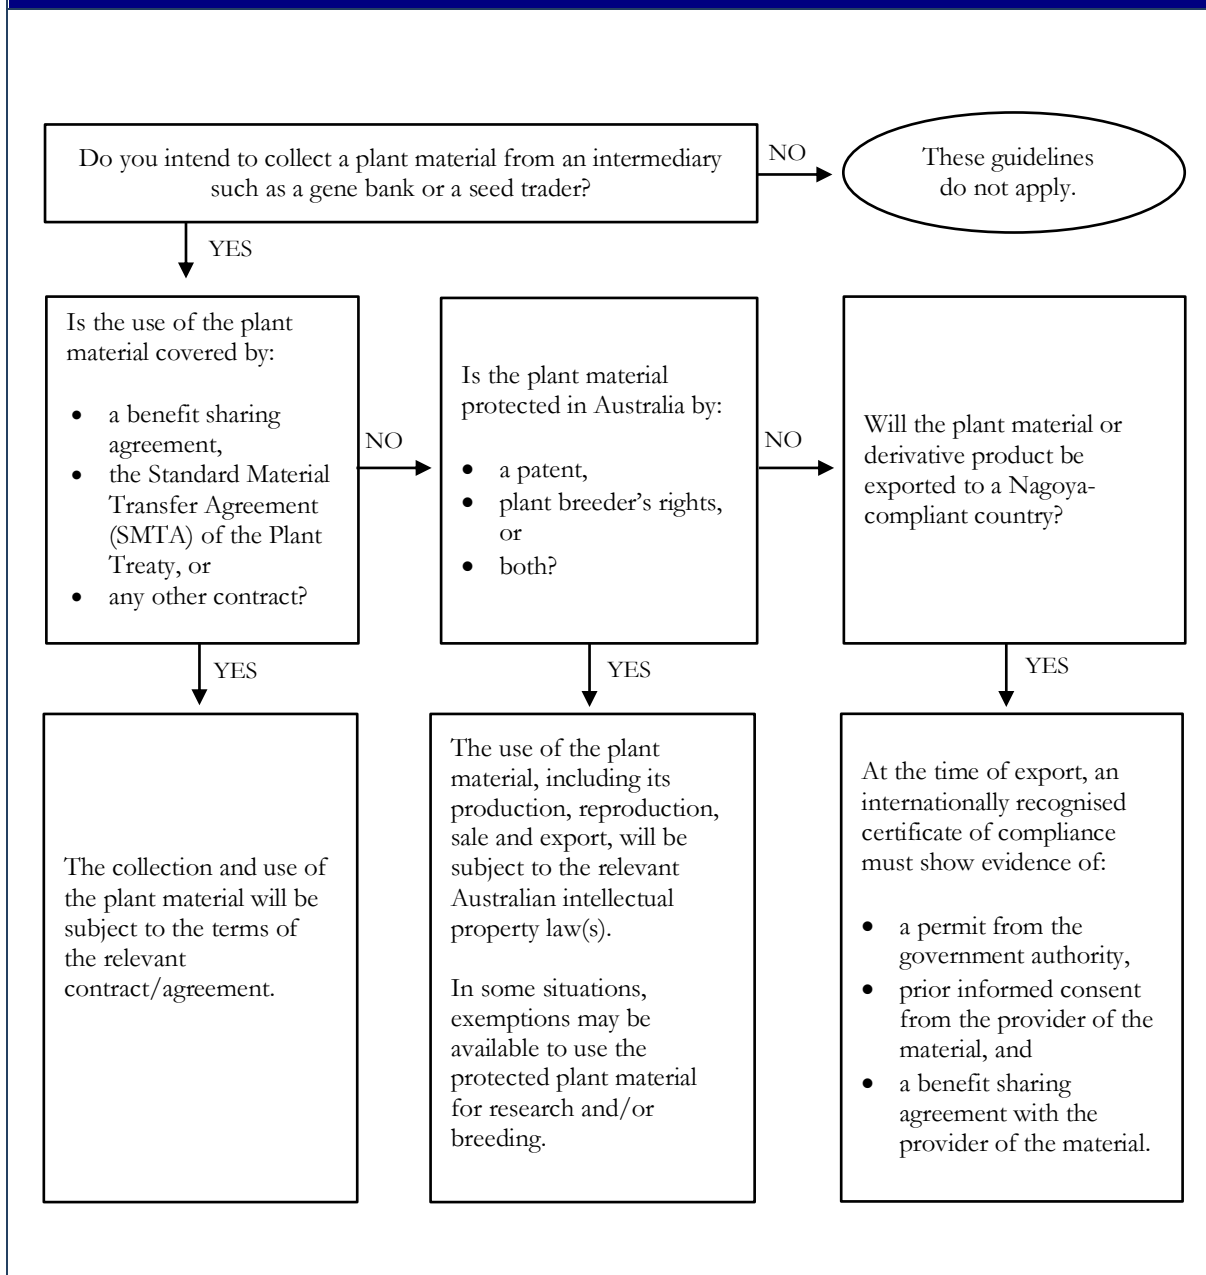 Do you intend to collect a plant material from an intermediary
such as a gene bank or a seed trader?
NO
These guidelines
do not apply.
YES
Is the use of the plant
material covered by:
• a benefit sharing
agreement,
• the Standard Material
Transfer Agreement
(SMTA) of the Plant
Treaty, or
• any other contract?
NO
Is the plant material
protected in Australia by:
• a patent,
• plant breeder’s rights,
or
• both?
NO
Will the plant material or
derivative product be
exported to a Nagoya-
compliant country?
YES
YES
YES
The collection and use of
the plant material will be
subject to the terms of
the relevant
contract/agreement.
The use of the plant
material, including its
production, reproduction,
sale and export, will be
subject to the relevant
Australian intellectual
property law(s).
In some situations,
exemptions may be
available to use the
protected plant material
for research and/or
breeding.
At the time of export, an
internationally recognised
certificate of compliance
must show evidence of:
• a permit from the
government authority,
• prior informed consent
from the provider of the
material, and
• a benefit sharing
agreement with the
provider of the material.